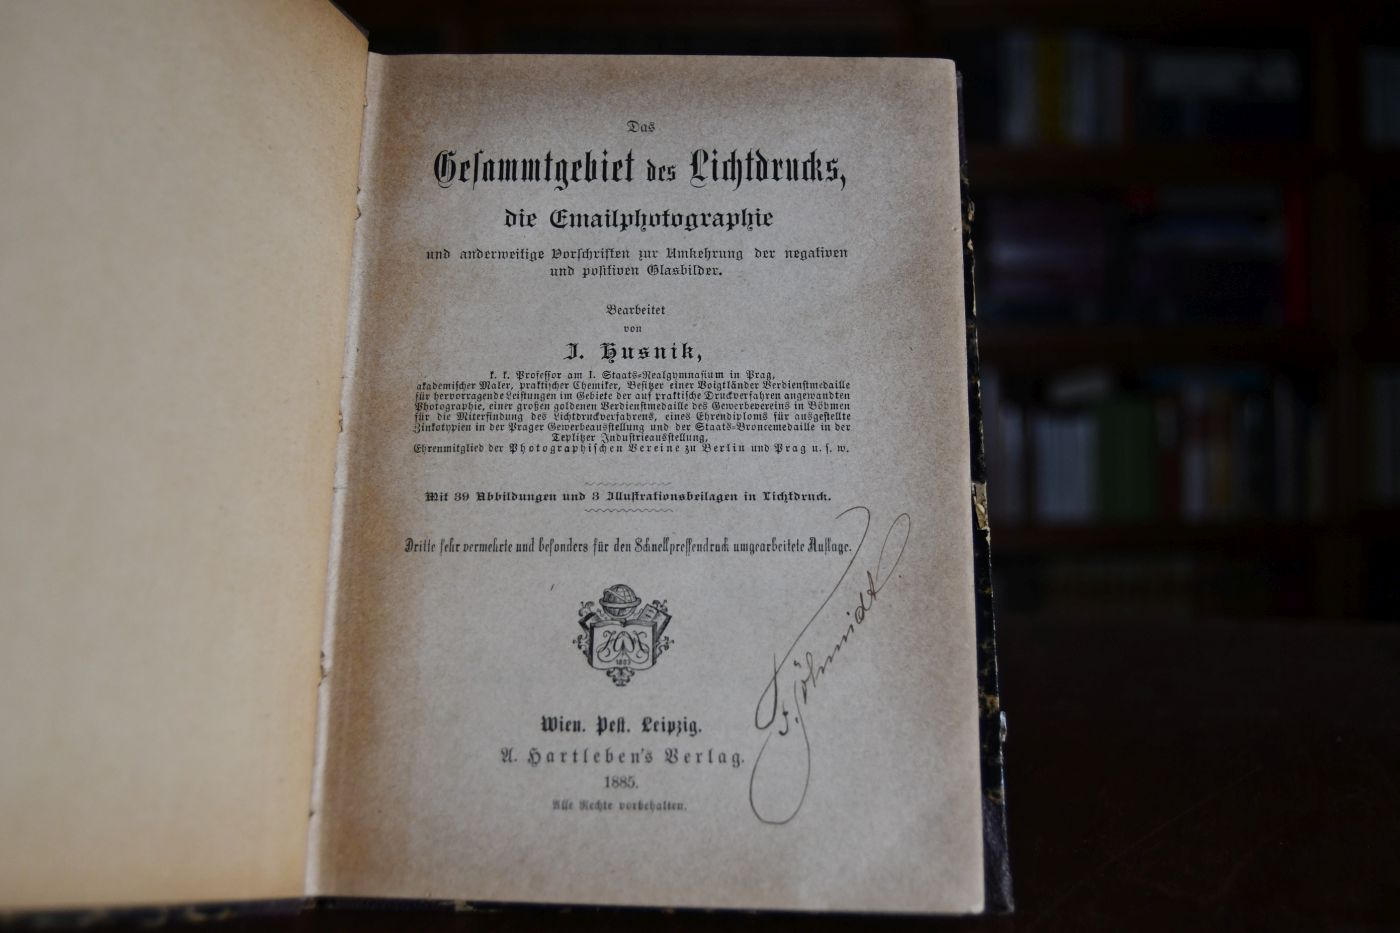 Das
Gesammtgebiet des Lichtdrucks,
die Emailphotographie
und anderweitige Vorschriften zur Umkehrung der negativen
und positiven Glasbilder.
Bearbeitet
von
J. Husnik,
k. k. Professor am I. Staats-Realgymnasium in Prag,
akademischer Maler, praktischer Chemiker, Besitzer einer Voigtländer Verdienstmedaille
für hervorragende Leistungen im Gebiete der auf praktische Druckverfahren angewandten
Photographie, einer großen goldenen Verdienstmedaille des Gewerbevereins in Böhmen
für die Miterfindung des Lichtdruckverfahrens, eines Ehrendiploms für ausgestellte
Zinkotypien in der Prager Gewerbeausstellung und der Staats-Broncemedaille in der
Teplitzer Industrieausstellung,
Ehrenmitglied der Photographischen Vereine zu Berlin und Prag u. s. w.
Mit 39 Abbildungen und 3 Illustrationsbeilagen in Lichtdruck.
Dritte sehr vermehrte und besonders für den Schnellpressendruck umgearbeitete Auflage.
Wien. Pest. Leipzig.
A. Hartleben's Verlag.
1885.
Alle Rechte vorbehalten.